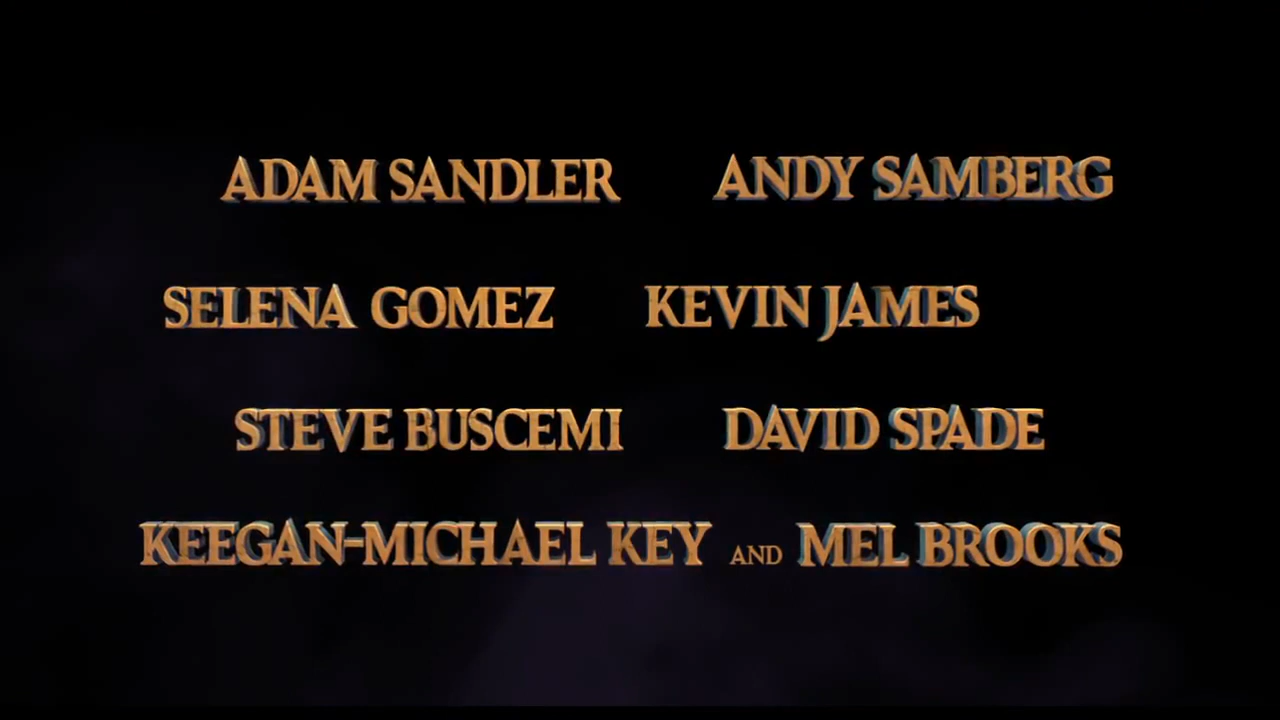 ADAM SANDLER ANDY SAMBERG
SELENA GOMEZ KEVIN JAMES
STEVE BUSCEMI DAVID SPADE
KEEGAN-MICHAEL KEY AND MEL BROOKS